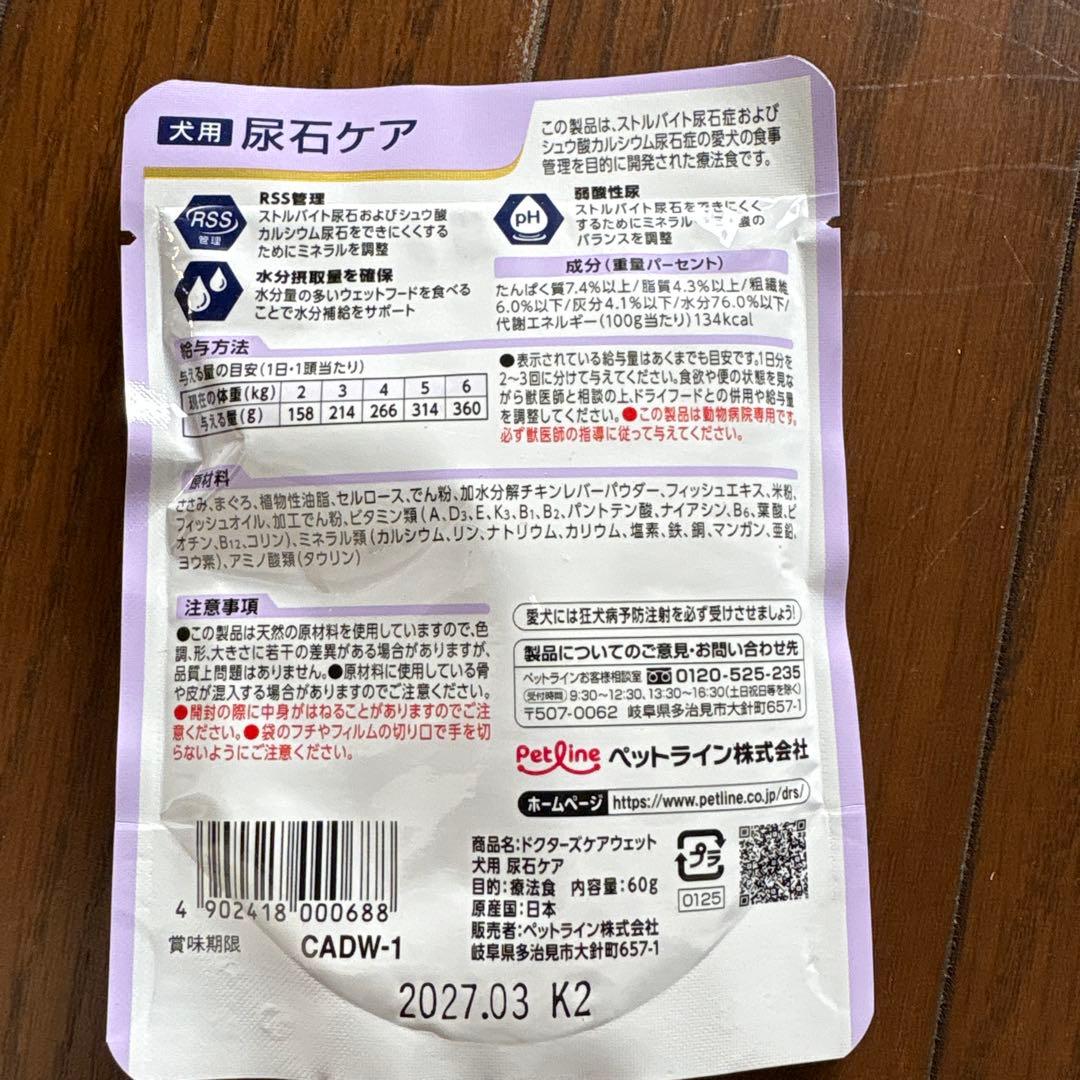 犬用 尿石ケア
この製品は、ストルバイト尿石症および
シュウ酸カルシウム尿石症の愛犬の食事
管理を目的に開発された療法食です。
RSS
管理
RSS管理
ストルバイト尿石およびシュウ酸
カルシウム尿石をできにくくする
ためにミネラルを調整
pH
弱酸性尿
ストルバイト尿石をできにくく
するためにミネラル
バランスを調整
水分摂取量を確保
水分量の多いウェットフードを食べる
ことで水分補給をサポート
成分(重量パーセント)
たんぱく質7.4%以上/脂質4.3%以上/粗繊維
6.0%以下/灰分4.1%以下/水分76.0%以下/
代謝エネルギー(100g当たり)134kcal
給与方法
与える量の目安(1日・1頭当たり)
現在の体重(kg) 2 3 4 5 6
与える量(g) 158 214 266 314 360
●表示されている給与量はあくまでも目安です。1日分を
2〜3回に分けて与えてください。食欲や便の状態を見な
がら獣医師と相談の上、ドライフードとの併用や給与量
を調整してください。●この製品は動物病院専用です。
必ず獣医師の指導に従って与えてください。
原材料
ささみ、まぐろ、植物性油脂、セルロース、でん粉、加水分解チキンレバーパウダー、フィッシュエキス、米粉、
フィッシュオイル、加工でん粉、ビタミン類(A、D3、E、K3、B1、B2、パントテン酸、ナイアシン、B6、葉酸、ビ
オチン、B12、コリン)、ミネラル類(カルシウム、リン、ナトリウム、カリウム、塩素、鉄、銅、マンガン、亜鉛、
ヨウ素)、アミノ酸類(タウリン)
注意事項
●この製品は天然の原材料を使用していますので、色
調、形、大きさに若干の差異がある場合がありますが、
品質上問題はありません。●原材料に使用している骨
や皮が混入する場合がありますのでご注意ください。
●開封の際に中身がはねることがありますのでご注
意ください。●袋のフチやフィルムの切り口で手を切
らないようにご注意ください。
愛犬には狂犬病予防注射を必ず受けさせましょう!
製品についてのご意見・お問い合わせ先
ペットラインお客様相談室 0120-525-235
受付時間 9:30〜12:30、13:30〜16:30(土日祝日等を除く)
〒507-0062 岐阜県多治見市大針町657-1
Petline ペットライン株式会社
ホームページ https://www.petline.co.jp/drs/
4 902418 000688
賞味期限 CADW-1
商品名:ドクターズケアウェット
犬用 尿石ケア
目的:療法食 内容量:60g
原産国:日本
販売者:ペットライン株式会社
岐阜県多治見市大針町657-1
プラ
0125
2027.03 K2